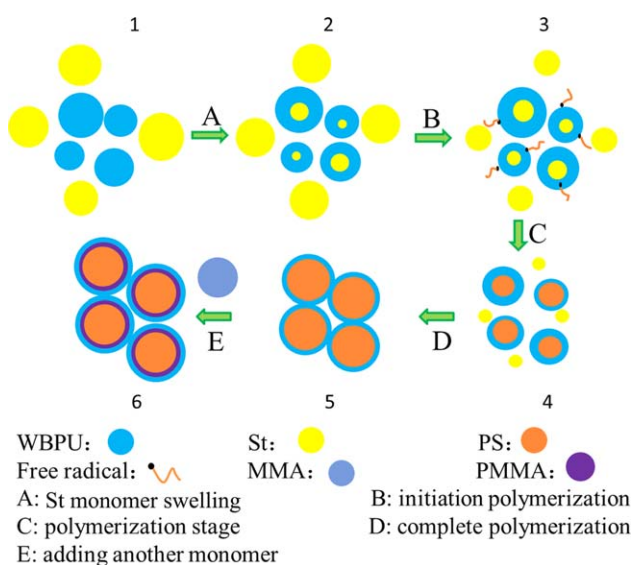 1 2 3
A B
C
E D
6 5 4
WBPU: St: PS:
Free radical: MMA: PMMA:
A: St monomer swelling B: initiation polymerization
C: polymerization stage D: complete polymerization
E: adding another monomer